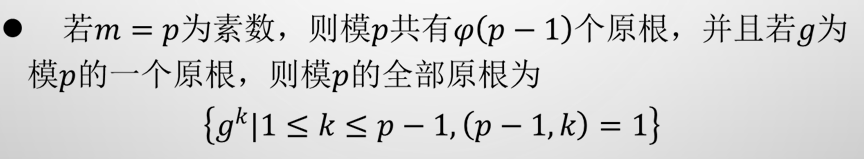 ● 若m = p为素数，则模p共有φ(p − 1)个原根，并且若g为
模p的一个原根，则模p的全部原根为
{g^k|1 ≤ k ≤ p − 1, (p − 1, k) = 1}